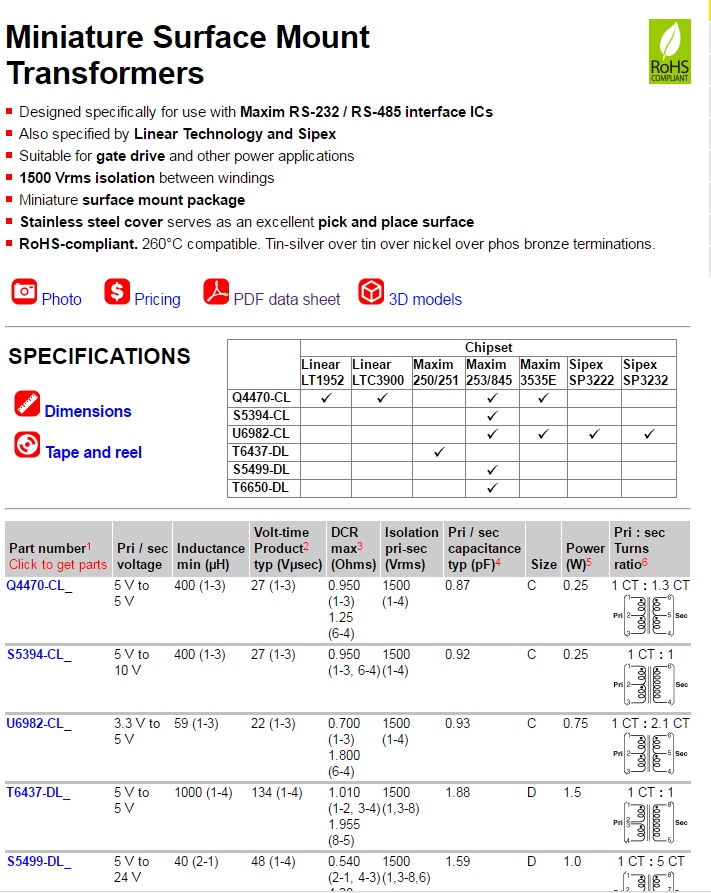 Miniature Surface Mount
Transformers
RoHS
COMPLIANT
Designed specifically for use with Maxim RS-232 / RS-485 interface ICs
Also specified by Linear Technology and Sipex
Suitable for gate drive and other power applications
1500 Vrms isolation between windings
Miniature surface mount package
Stainless steel cover serves as an excellent pick and place surface
RoHS-compliant. 260°C compatible. Tin-silver over tin over nickel over phos bronze terminations.
Photo Pricing PDF data sheet 3D models
SPECIFICATIONS
Dimensions
Tape and reel
Chipset
Linear LT1952 Linear LTC3900 Maxim 250/251 Maxim 253/845 Maxim 3535E Sipex SP3222 Sipex SP3232
Q4470-CL ✓ ✓ ✓ ✓
S5394-CL ✓
U6982-CL ✓ ✓ ✓ ✓
T6437-DL ✓
S5499-DL ✓
T6650-DL ✓
Volt-time DCR Isolation Pri / sec Pri : sec
Part number1 Pri / sec Inductance Product2 max3 pri-sec capacitance Power Turns
Click to get parts voltage min (µH) typ (Vµsec) (Ohms) (Vrms) typ (pF)4 Size (W)5 ratio6
Q4470-CL_ 5 V to 400 (1-3) 27 (1-3) 0.950 1500 0.87 C 0.25 1 CT : 1.3 CT
5 V (1-3) (1-4)
1.25
(6-4)
Pri Sec
S5394-CL_ 5 V to 400 (1-3) 27 (1-3) 0.950 1500 0.92 C 0.25 1 CT : 1
10 V (1-3, 6-4) (1-4)
Pri Sec
U6982-CL_ 3.3 V to 59 (1-3) 22 (1-3) 0.700 1500 0.93 C 0.75 1 CT : 2.1 CT
5 V (1-3) (1-4)
1.800
(6-4)
Pri Sec
T6437-DL_ 5 V to 1000 (1-4) 134 (1-4) 1.010 1500 1.88 D 1.5 1 CT : 1
5 V (1-2, 3-4) (1,3-8)
1.955
(8-5)
Pri Sec
S5499-DL_ 5 V to 40 (2-1) 48 (1-4) 0.540 1500 1.59 D 1.0 1 CT : 5 CT
24 V (2-1, 4-3) (1,3-8,6)